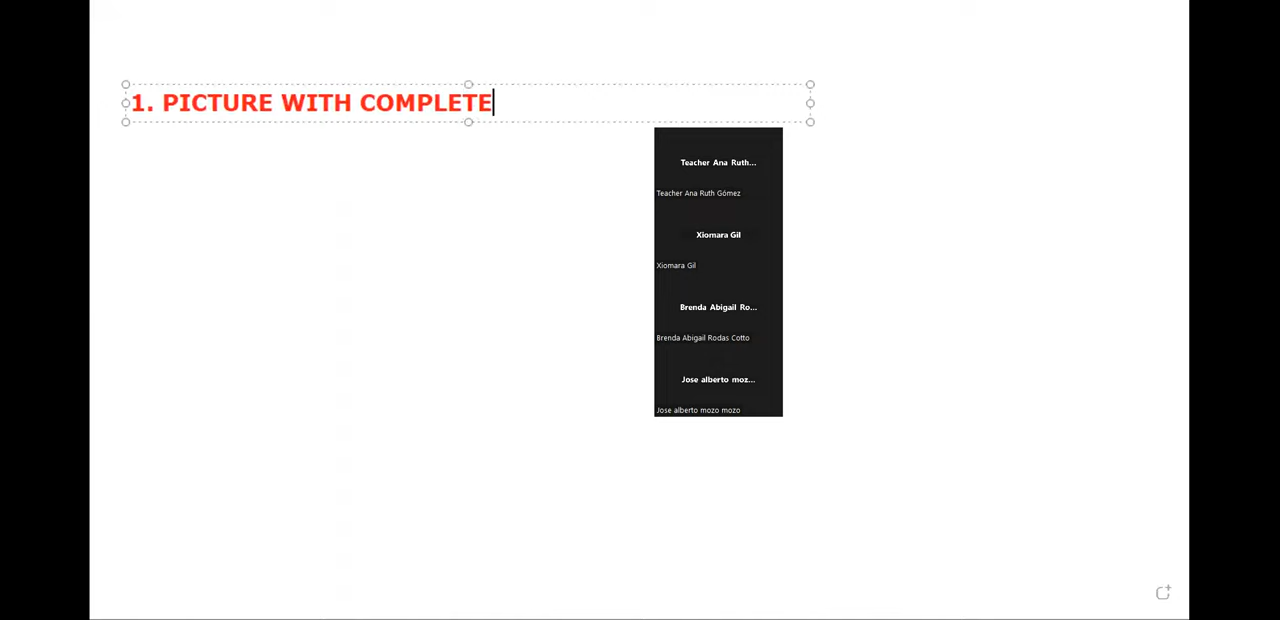 1. PICTURE WITH COMPLETE
Teacher Ana Ruth...
Teacher Ana Ruth Gómez
Xiomara Gil
Xiomara Gil
Brenda Abigail Ro...
Brenda Abigail Rodas Cotto
Jose alberto moz...
Jose alberto mozo mozo